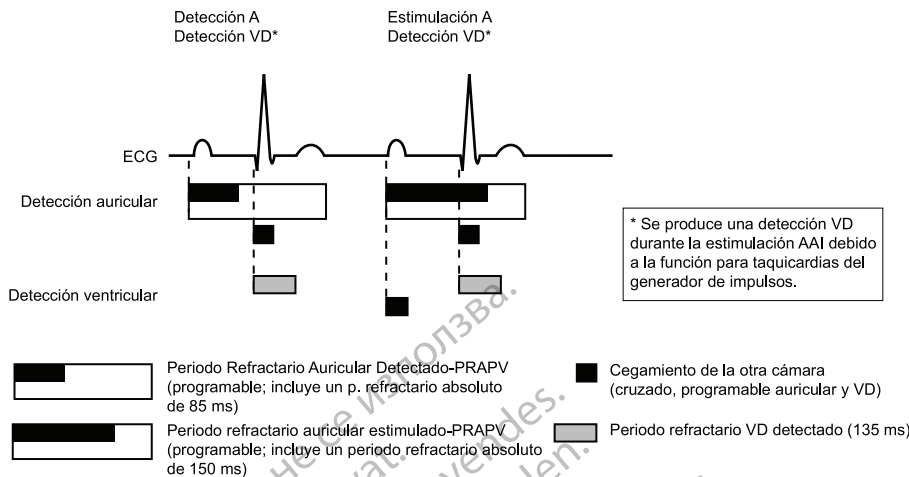 Detección A
Detección VD*
Estimulación A
Detección VD*
ECG
Detección auricular
* Se produce una detección VD
durante la estimulación AAI debido
a la función para taquicardias del
generador de impulsos.
Detección ventricular
Periodo Refractario Auricular Detectado-PRAPV
(programable; incluye un p. refractario absoluto
de 85 ms)
Cegamiento de la otra cámara
(cruzado, programable auricular y VD)
Periodo refractario auricular estimulado-PRAPV
(programable; incluye un periodo refractario absoluto
de 150 ms)
Periodo refractario VD detectado (135 ms)